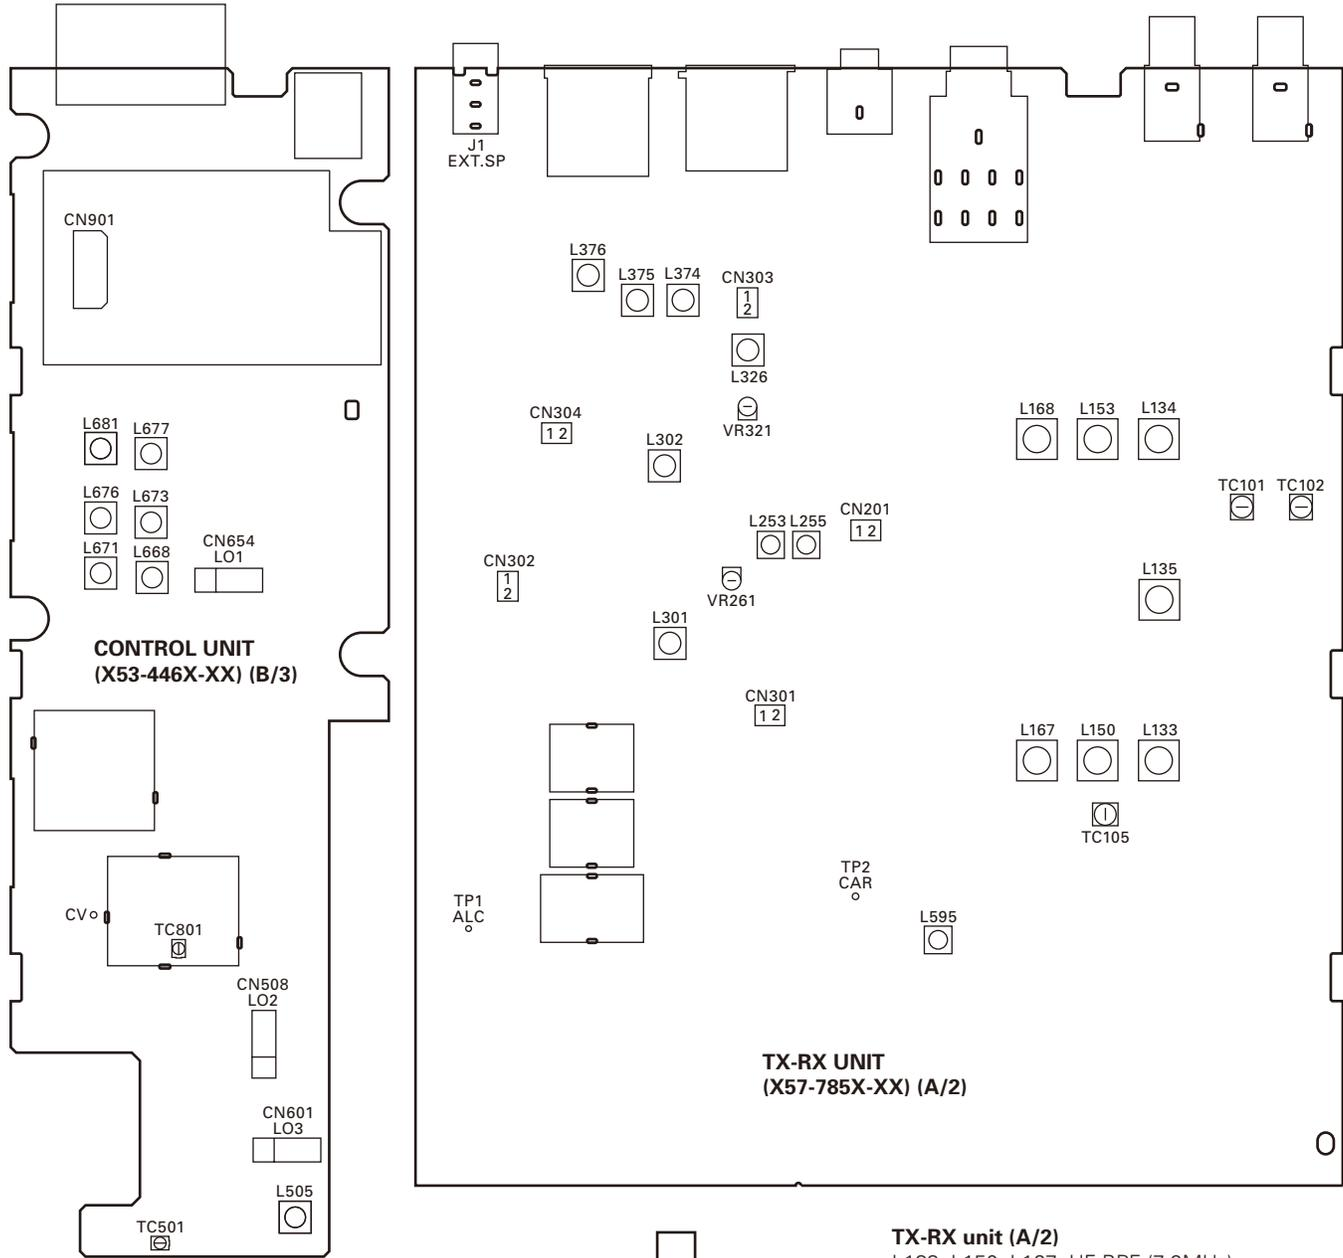 J1
EXT.SP
CN901
L376
L375
L374
CN303
1
2
L326
VR321
CN304
1 2
L302
L681
L677
L676
L673
L671
L668
CN654
LO1
L168
L153
L134
TC101
TC102
L253
L255
CN201
1 2
CN302
1
2
VR261
L135
L301
CONTROL UNIT
(X53-446X-XX) (B/3)
CN301
1 2
L167
L150
L133
TC105
CV
TC801
TP1
ALC
TP2
CAR
L595
CN508
LO2
TX-RX UNIT
(X57-785X-XX) (A/2)
CN601
LO3
L505
TC501
TX-RX unit (A/2)